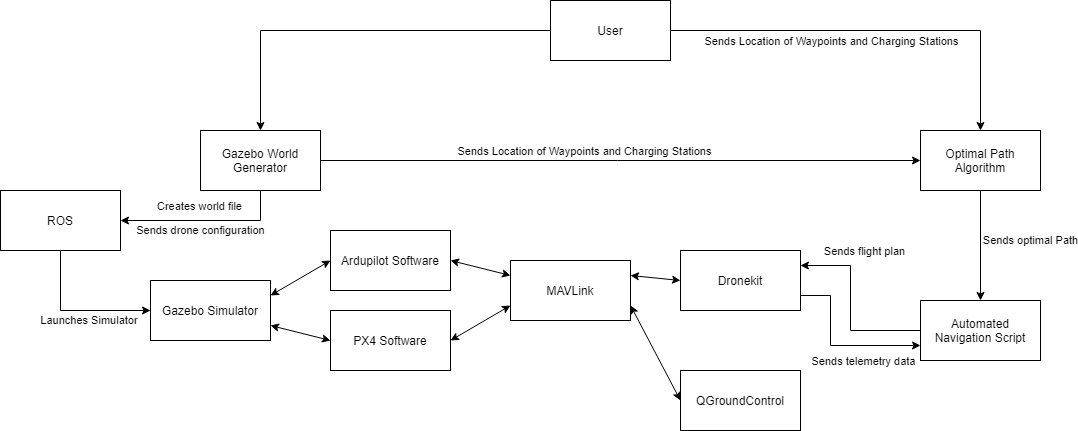 User
Sends Location of Waypoints and Charging Stations
Gazebo World
Generator
Sends Location of Waypoints and Charging Stations
Optimal Path
Algorithm
Creates world file
ROS
Sends drone configuration
Sends optimal Path
Sends flight plan
Ardupilot Software
Dronekit
MAVLink
Gazebo Simulator
Launches Simulator
Automated
Navigation Script
PX4 Software
Sends telemetry data
QGroundControl